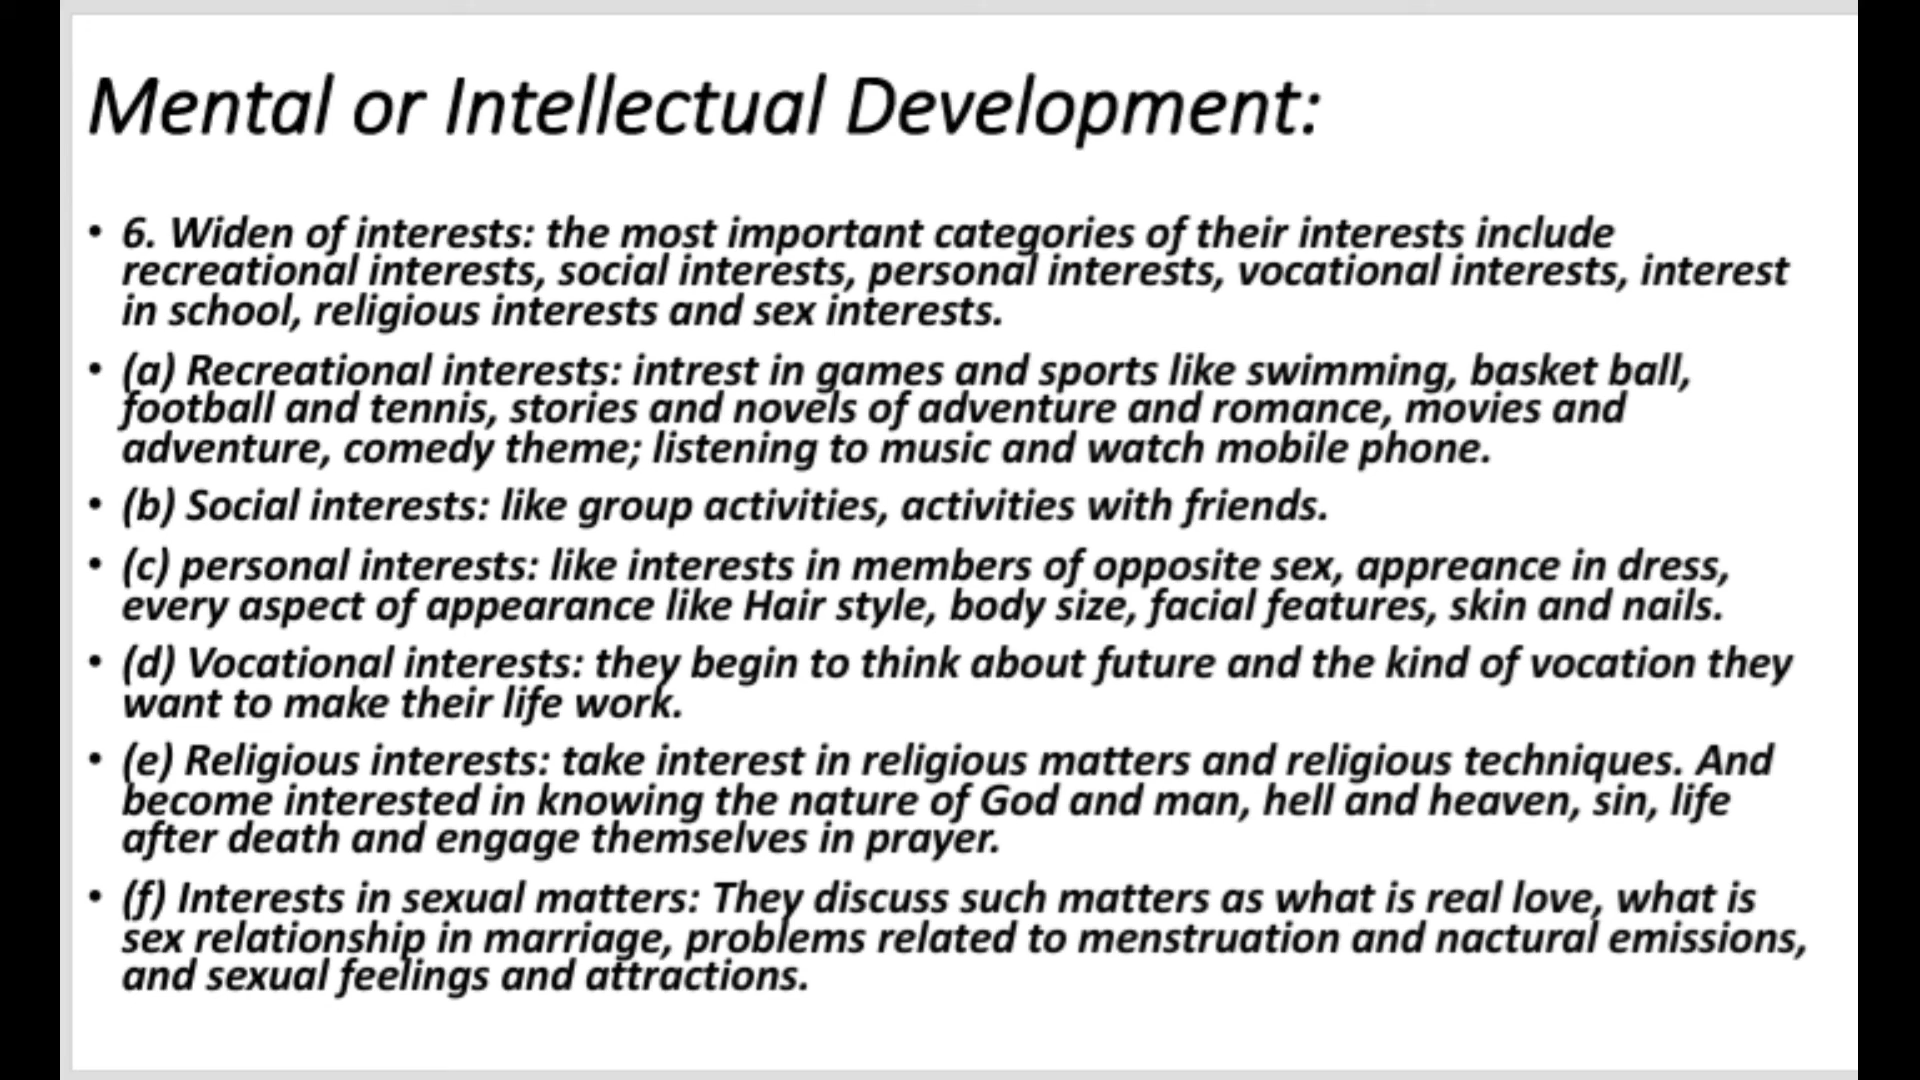 Mental or Intellectual Development:
• 6. Widen of interests: the most important categories of their interests include
recreational interests, social interests, personal interests, vocational interests, interest
in school, religious interests and sex interests.
• (a) Recreational interests: intrest in games and sports like swimming, basket ball,
football and tennis, stories and novels of adventure and romance, movies and
adventure, comedy theme; listening to music and watch mobile phone.
• (b) Social interests: like group activities, activities with friends.
• (c) personal interests: like interests in members of opposite sex, appreance in dress,
every aspect of appearance like Hair style, body size, facial features, skin and nails.
• (d) Vocational interests: they begin to think about future and the kind of vocation they
want to make their life work.
• (e) Religious interests: take interest in religious matters and religious techniques. And
become interested in knowing the nature of God and man, hell and heaven, sin, life
after death and engage themselves in prayer.
• (f) Interests in sexual matters: They discuss such matters as what is real love, what is
sex relationship in marriage, problems related to menstruation and nactural emissions,
and sexual feelings and attractions.